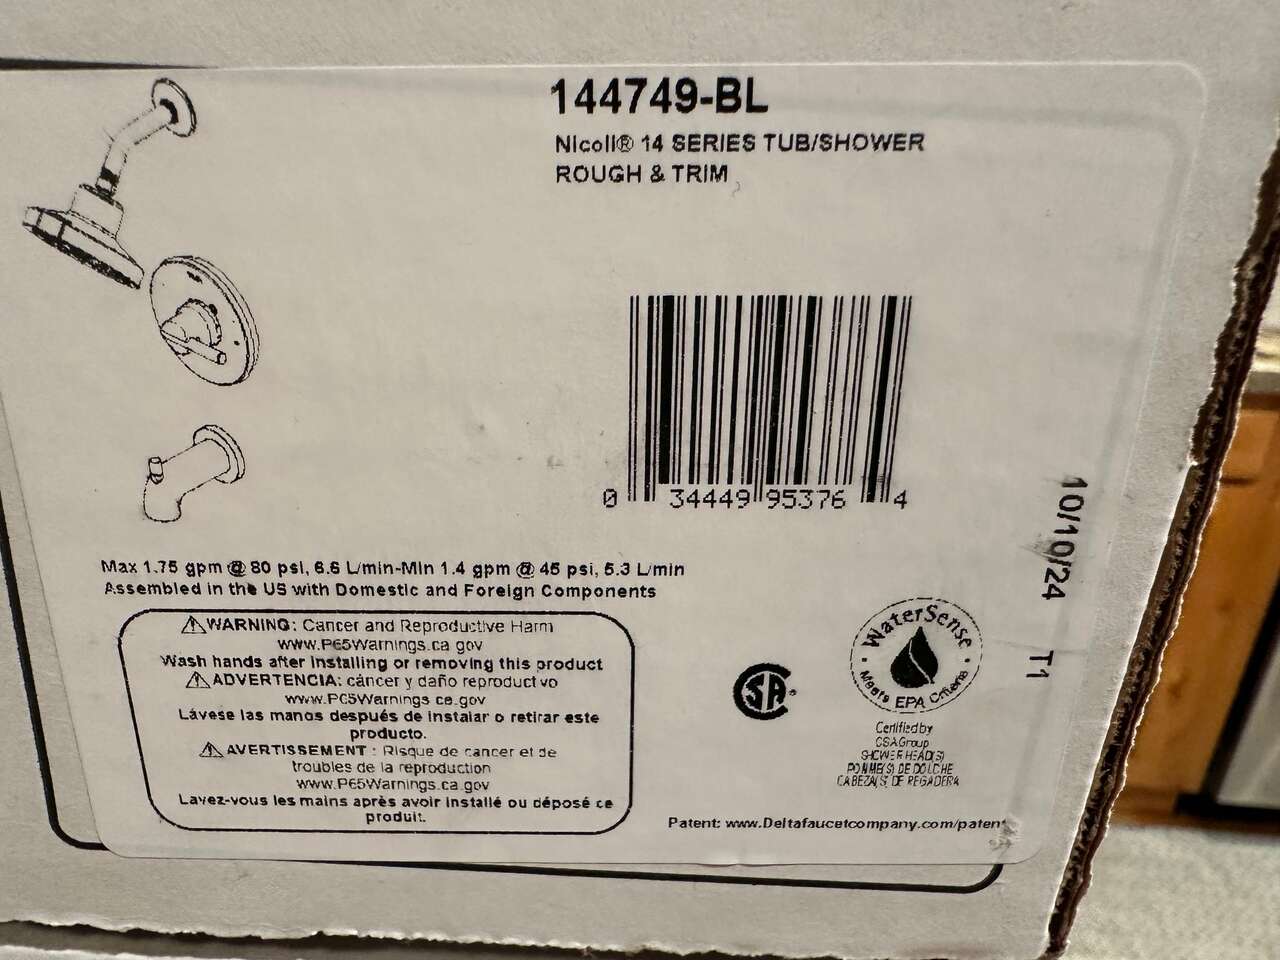 144749-BL
Nicoli® 14 SERIES TUB/SHOWER
ROUGH & TRIM
0 34449 95376 4
10/10/24 T1
Max 1.75 gpm @ 80 psi, 6.6 L/min-Min 1.4 gpm @ 45 psi, 5.3 L/min
Assembled in the US with Domestic and Foreign Components
⚠WARNING: Cancer and Reproductive Harm
www.P65Warnings.ca.gov
Wash hands after installing or removing this product
⚠ADVERTENCIA: cáncer y daño reproductivo
www.P65Warnings.ca.gov
Lávese las manos después de instalar o retirar este
producto.
⚠AVERTISSEMENT : Risque de cancer et de
troubles de la reproduction
www.P65Warnings.ca.gov
Lavez-vous les mains après avoir installé ou déposé ce
produit.
CSA®
WaterSense
Meets EPA Criteria
Certified by
CSA Group
SHOWER HEAD(S)
POMME(S) DE DOUCHE
CABEZA(S) DE REGADERA
Patent: www.Deltafaucetcompany.com/patent